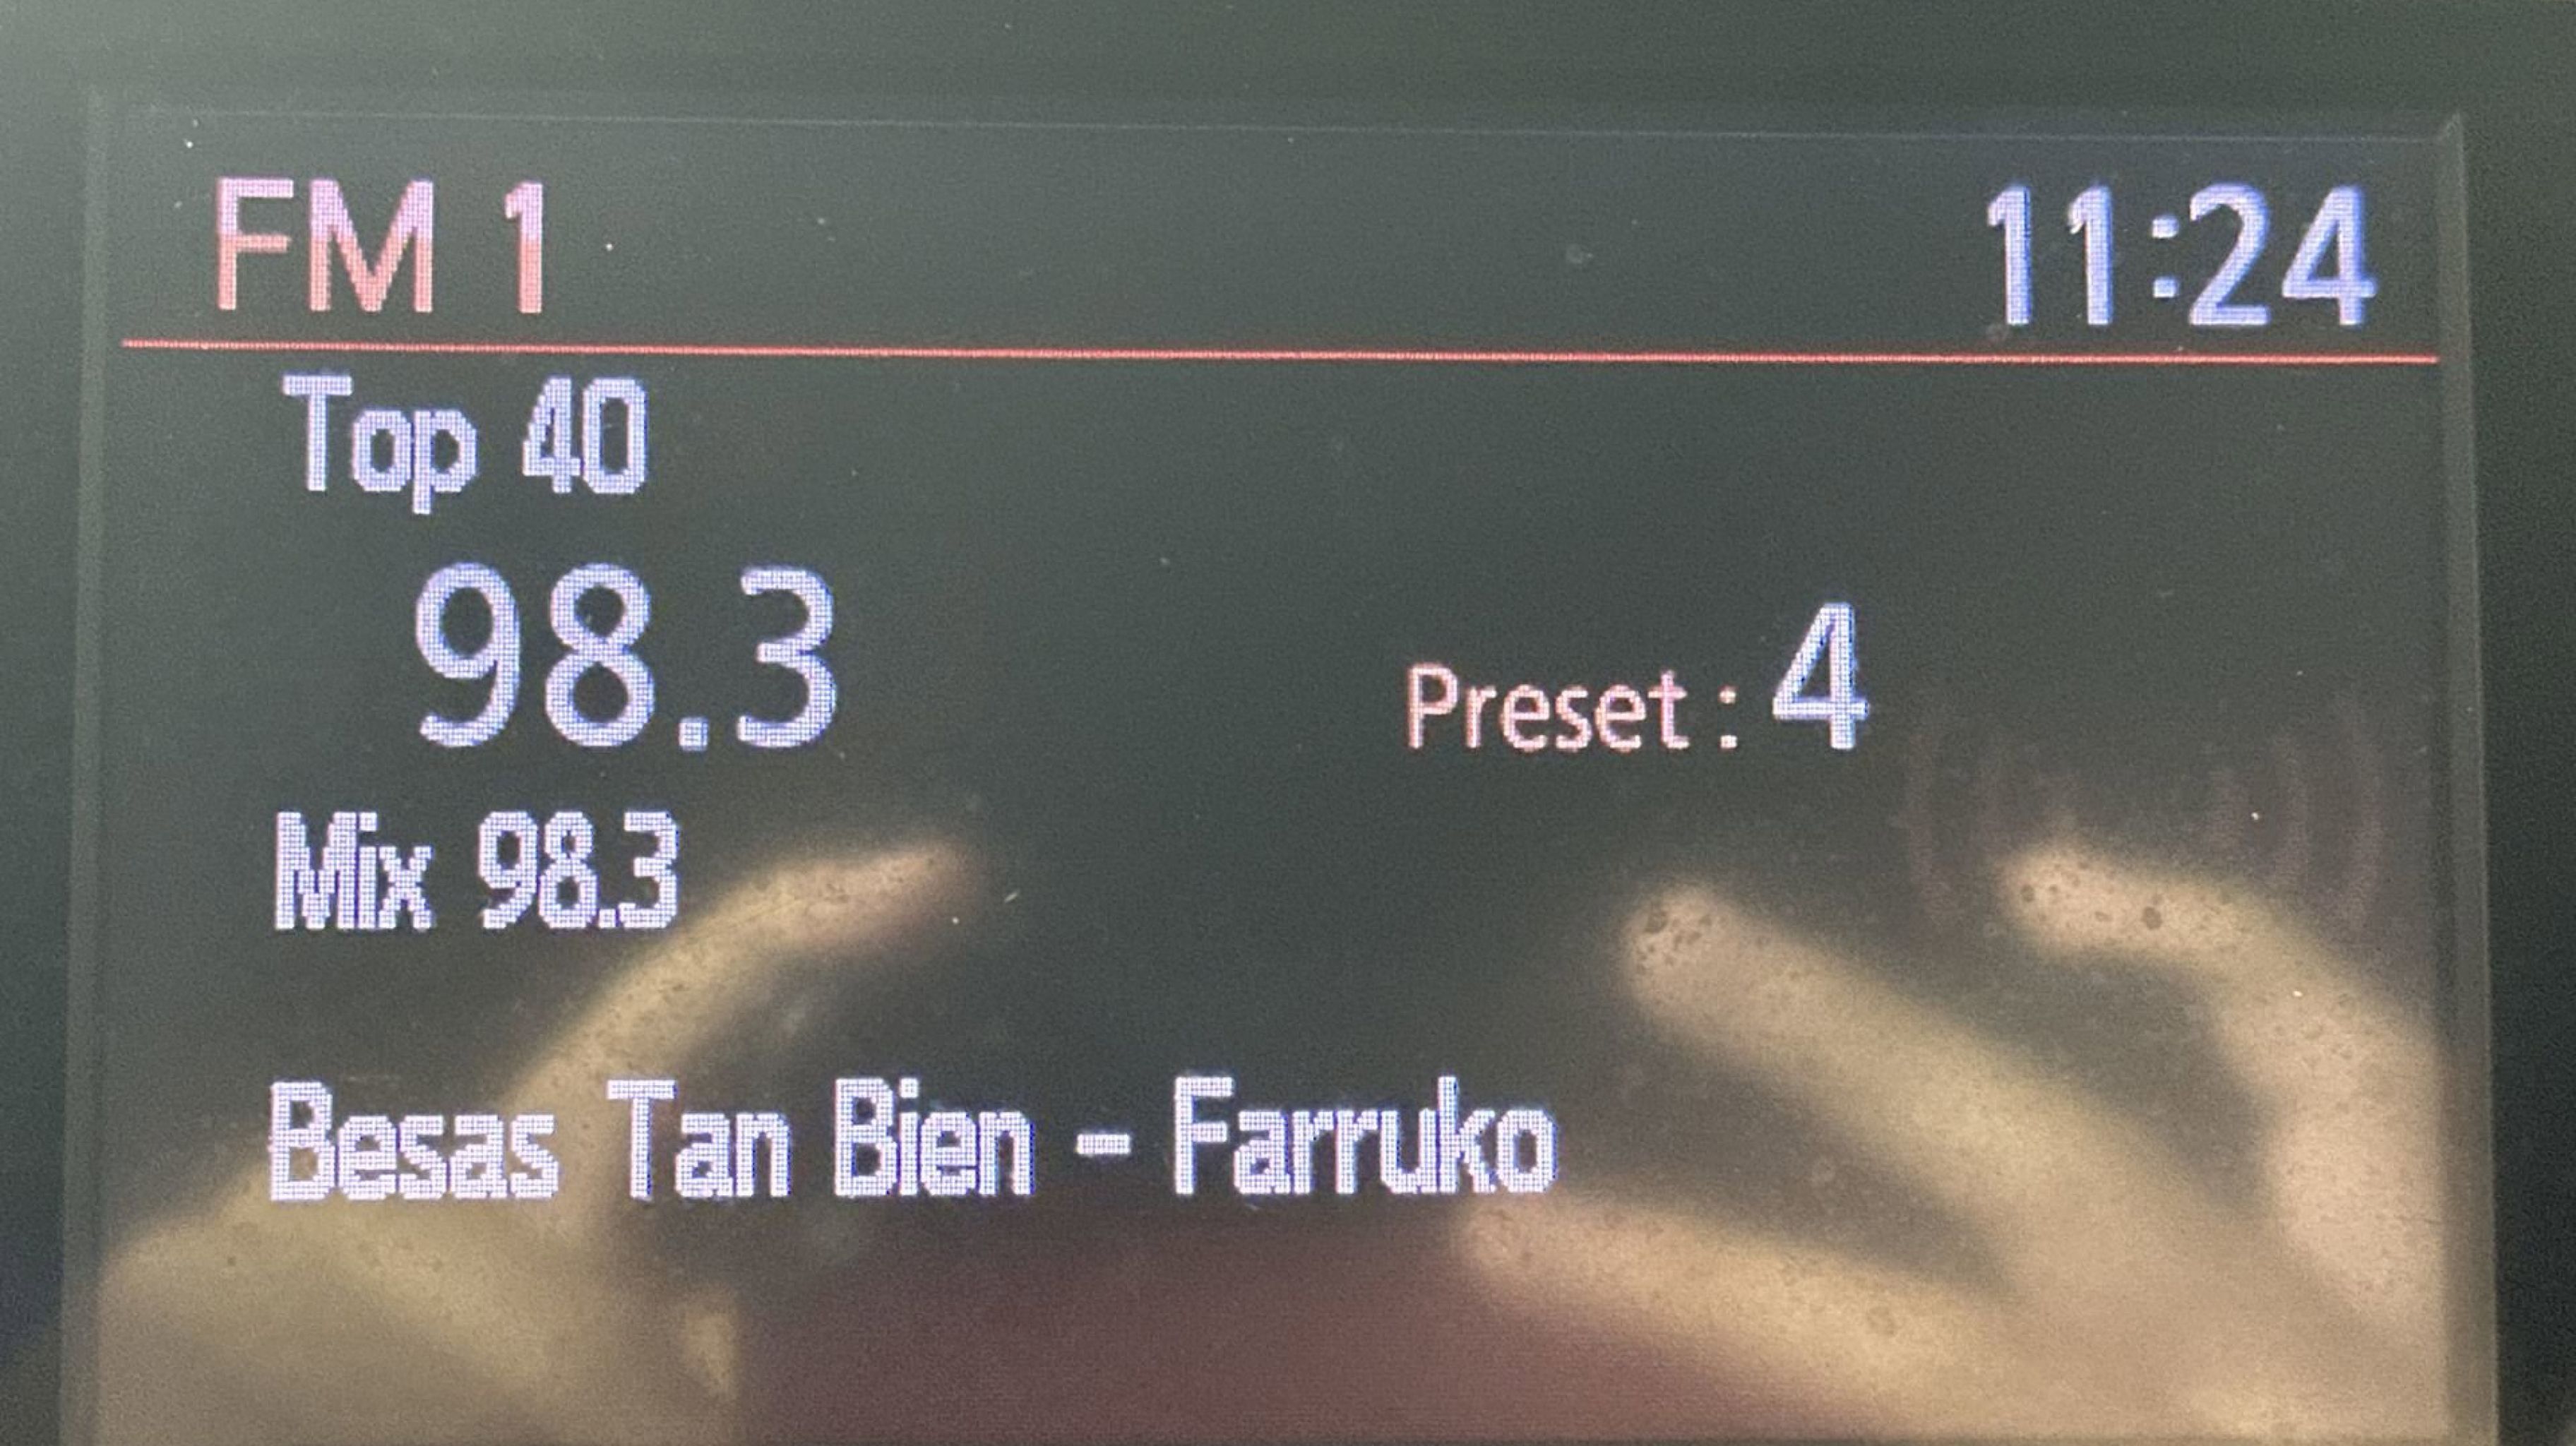 FM 1 11:24
Top 40
98.3 Preset : 4
Mix 98.3
Besas Tan Bien - Farruko